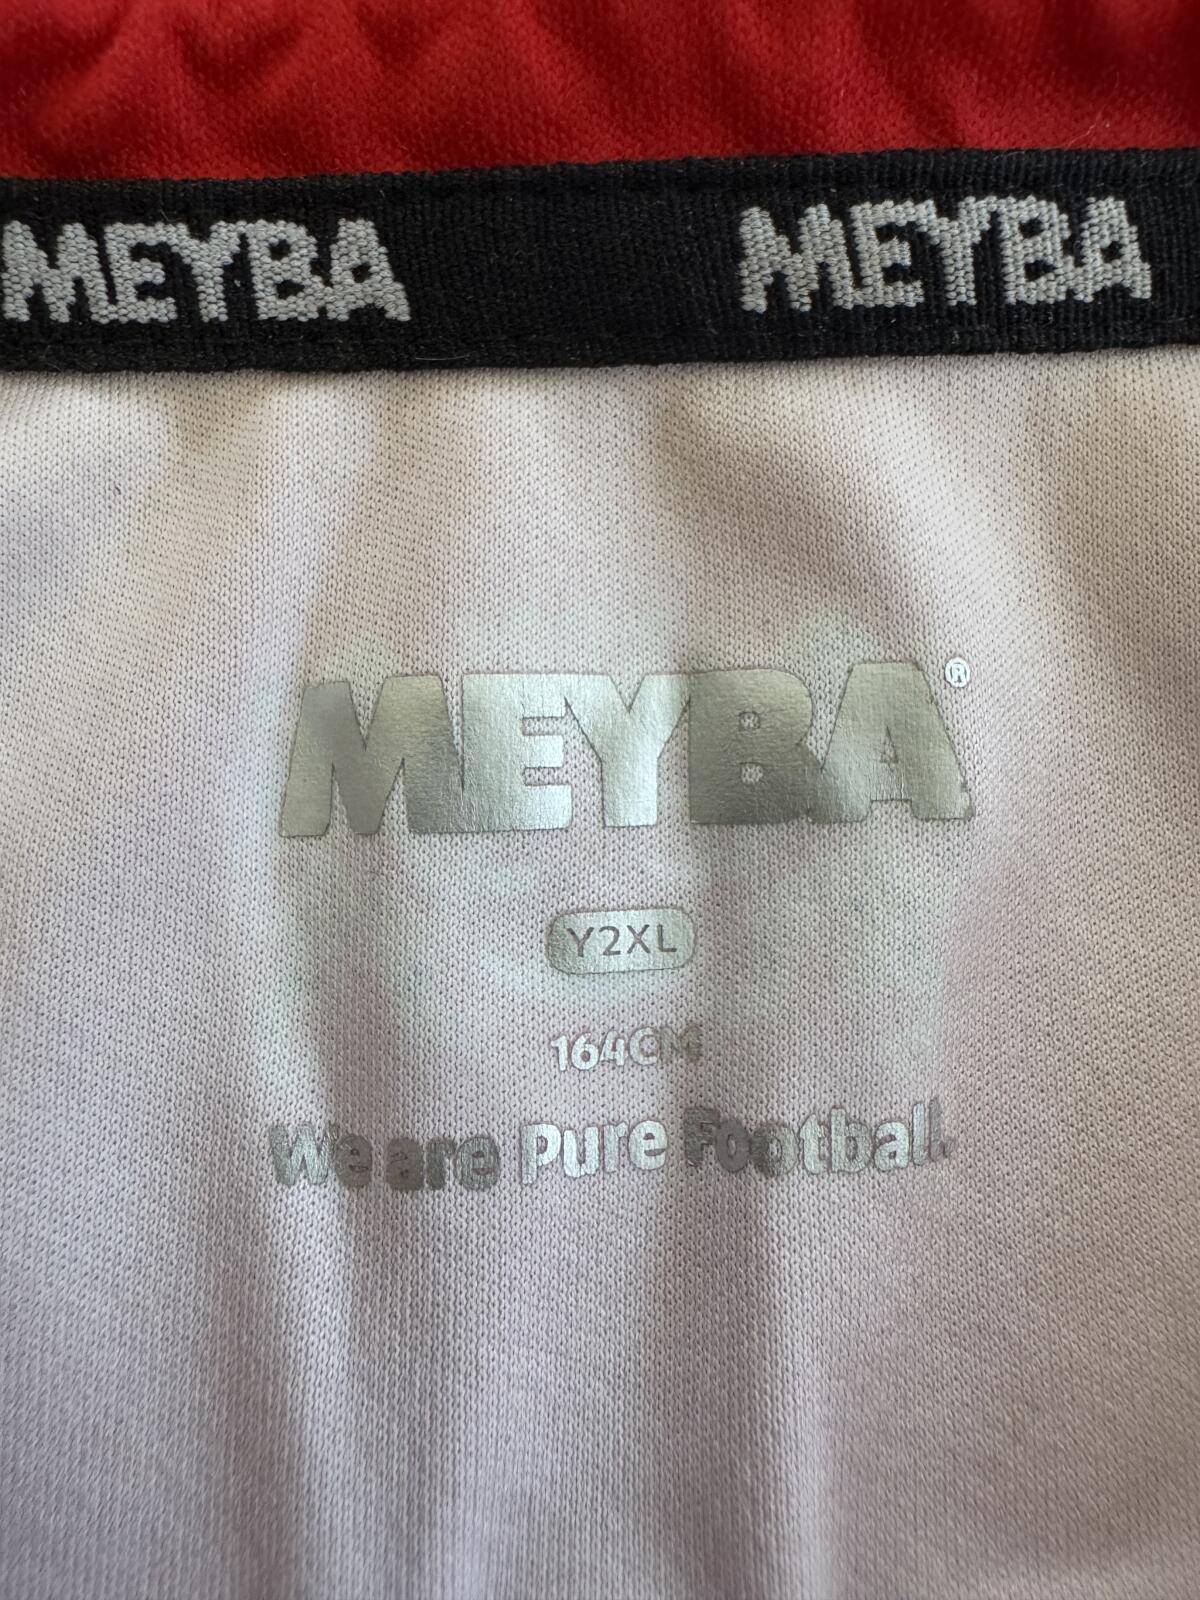 MEYBA MEYBA
MEYBA®
Y2XL
164CM
We are Pure Football.